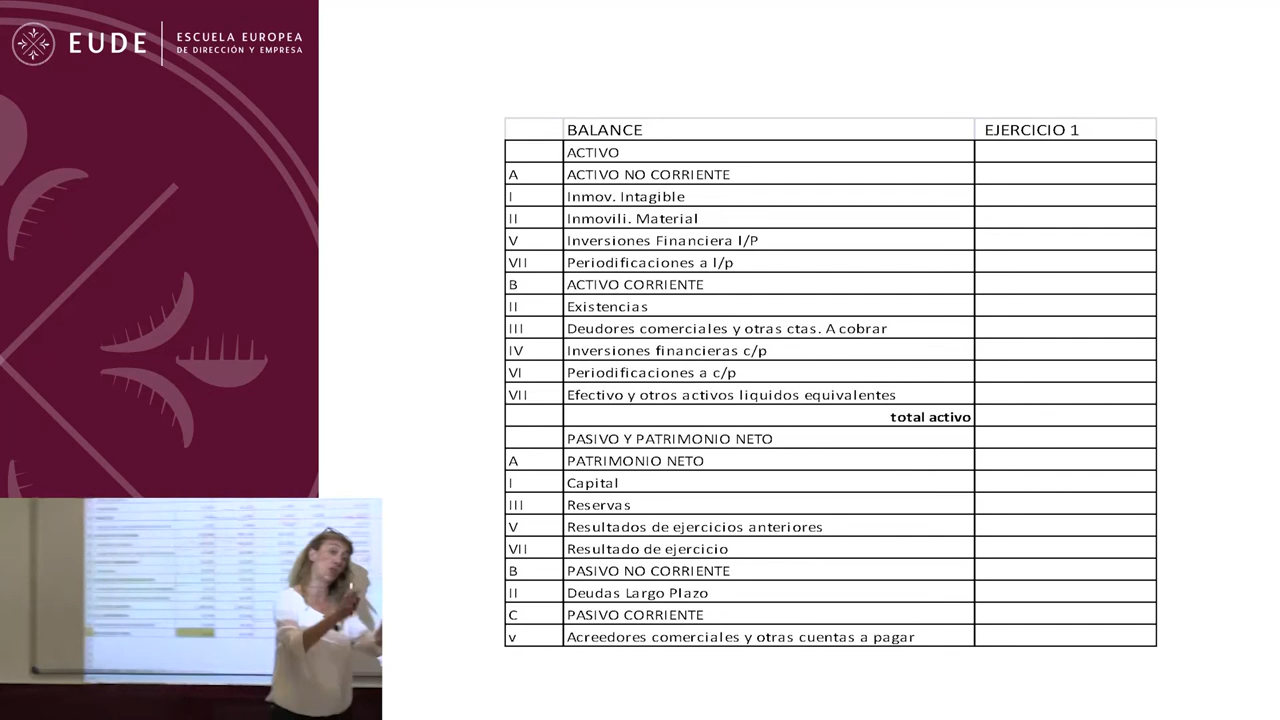 EUDE
ESCUELA EUROPEA
DE DIRECCIÓN Y EMPRESA
BALANCE EJERCICIO 1
ACTIVO
A ACTIVO NO CORRIENTE
I Inmov. Intagible
II Inmovili. Material
V Inversiones Financiera l/P
VII Periodificaciones a l/p
B ACTIVO CORRIENTE
II Existencias
III Deudores comerciales y otras ctas. A cobrar
IV Inversiones financieras c/p
VI Periodificaciones a c/p
VII Efectivo y otros activos liquidos equivalentes
total activo
PASIVO Y PATRIMONIO NETO
A PATRIMONIO NETO
I Capital
III Reservas
V Resultados de ejercicios anteriores
VII Resultado de ejercicio
B PASIVO NO CORRIENTE
II Deudas Largo Plazo
C PASIVO CORRIENTE
v Acreedores comerciales y otras cuentas a pagar